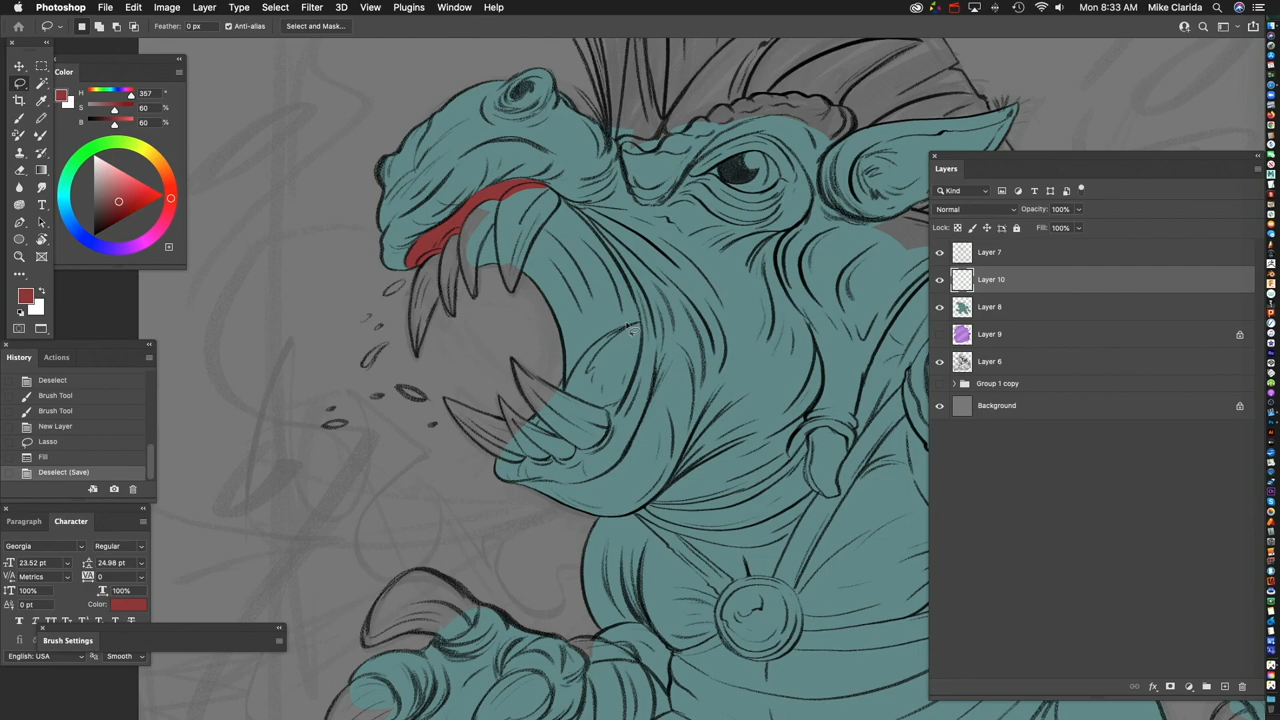 Photoshop File Edit Image Layer Type Select Filter 3D View Plugins Window Help Mon 8:33 AM Mike Clarida
Feather: 0 px Anti-alias Select and Mask...
Color
H 357 °
S 60 %
B 60 %
Layers
Kind
Normal Opacity: 100%
Lock: Fill: 100%
Layer 7
Layer 10
Layer 8
Layer 9
Layer 6
Group 1 copy
Background
History Actions
Deselect
Brush Tool
Brush Tool
New Layer
Lasso
Fill
Deselect (Save)
Paragraph Character
Georgia Regular
23.52 pt 24.98 pt
Metrics 0
100% 100%
0 pt Color:
T T TT Tt T T T T
Brush Settings
English: USA Smooth